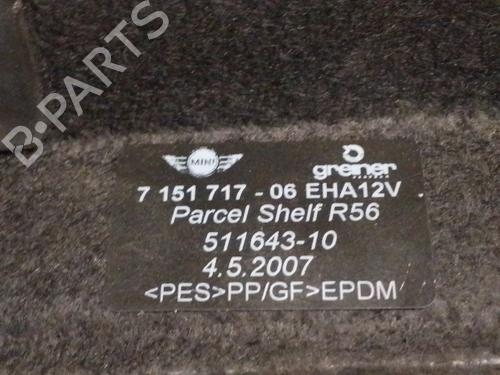 B-PARTS
MINI
greiner
7 151 717 - 06 EHA12V
Parcel Shelf R56
511643-10
4.5.2007
<PES>PP/GF>EPDM